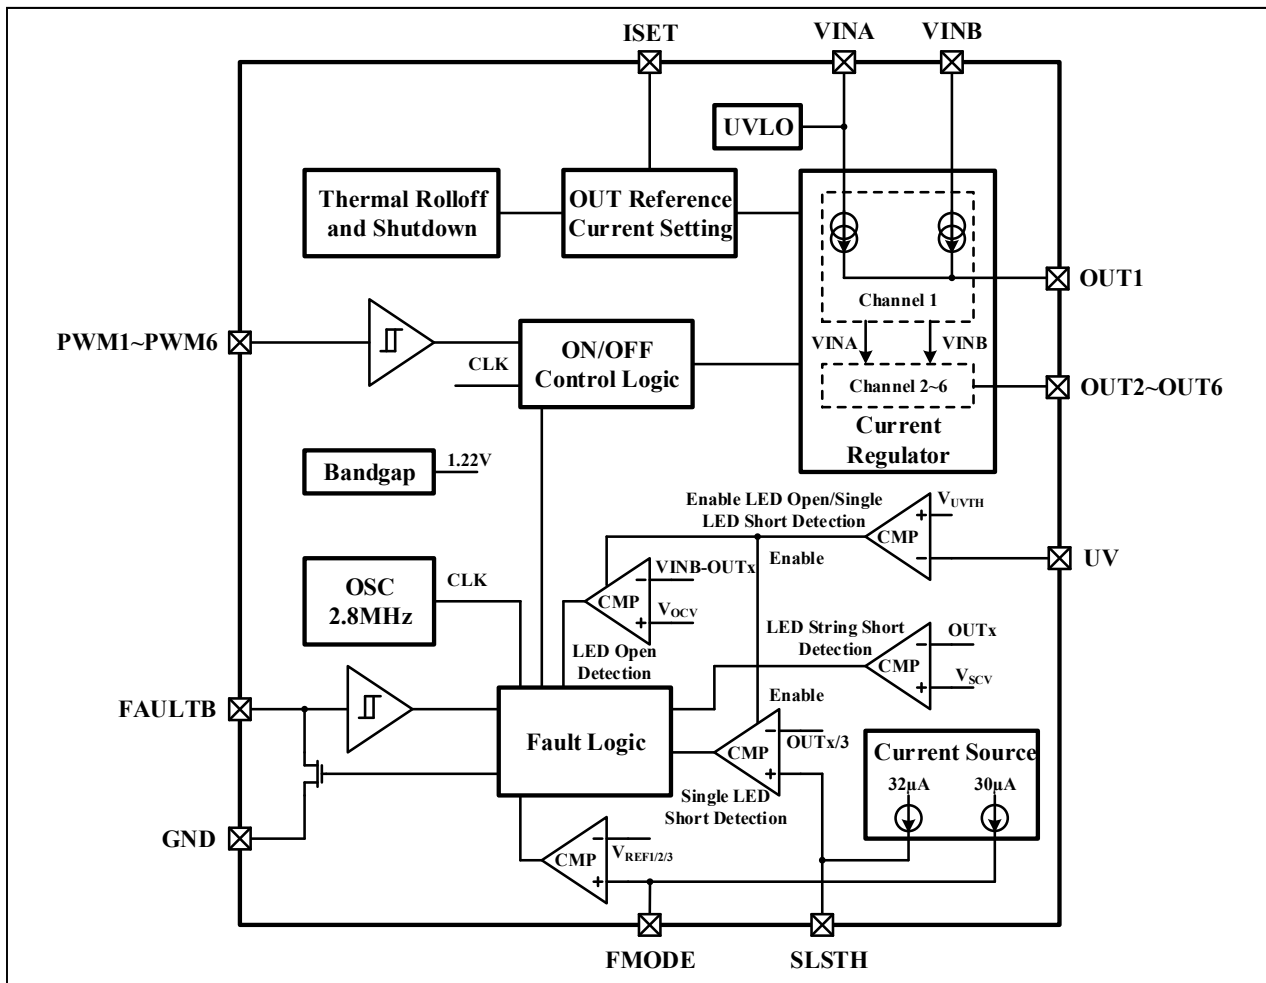 ISET
VINA
VINB
UVLO
Thermal Rolloff
and Shutdown
OUT Reference
Current Setting
Channel 1
OUT1
PWM1~PWM6
CLK
ON/OFF
Control Logic
VINA
VINB
Channel 2~6
OUT2~OUT6
Current
Regulator
Bandgap
1.22V
Enable LED Open/Single
LED Short Detection
Enable
+
CMP
−
VUVTH
UV
OSC
2.8MHz
CLK
−
CMP
+
VINB-OUTx
VOCV
LED Open
Detection
LED String Short
Detection
−
CMP
+
OUTx
VSCV
FAULTB
Fault Logic
Enable
−
CMP
+
OUTx/3
Single LED
Short Detection
Current Source
32μA
30μA
GND
−
CMP
+
VREF1/2/3
FMODE
SLSTH